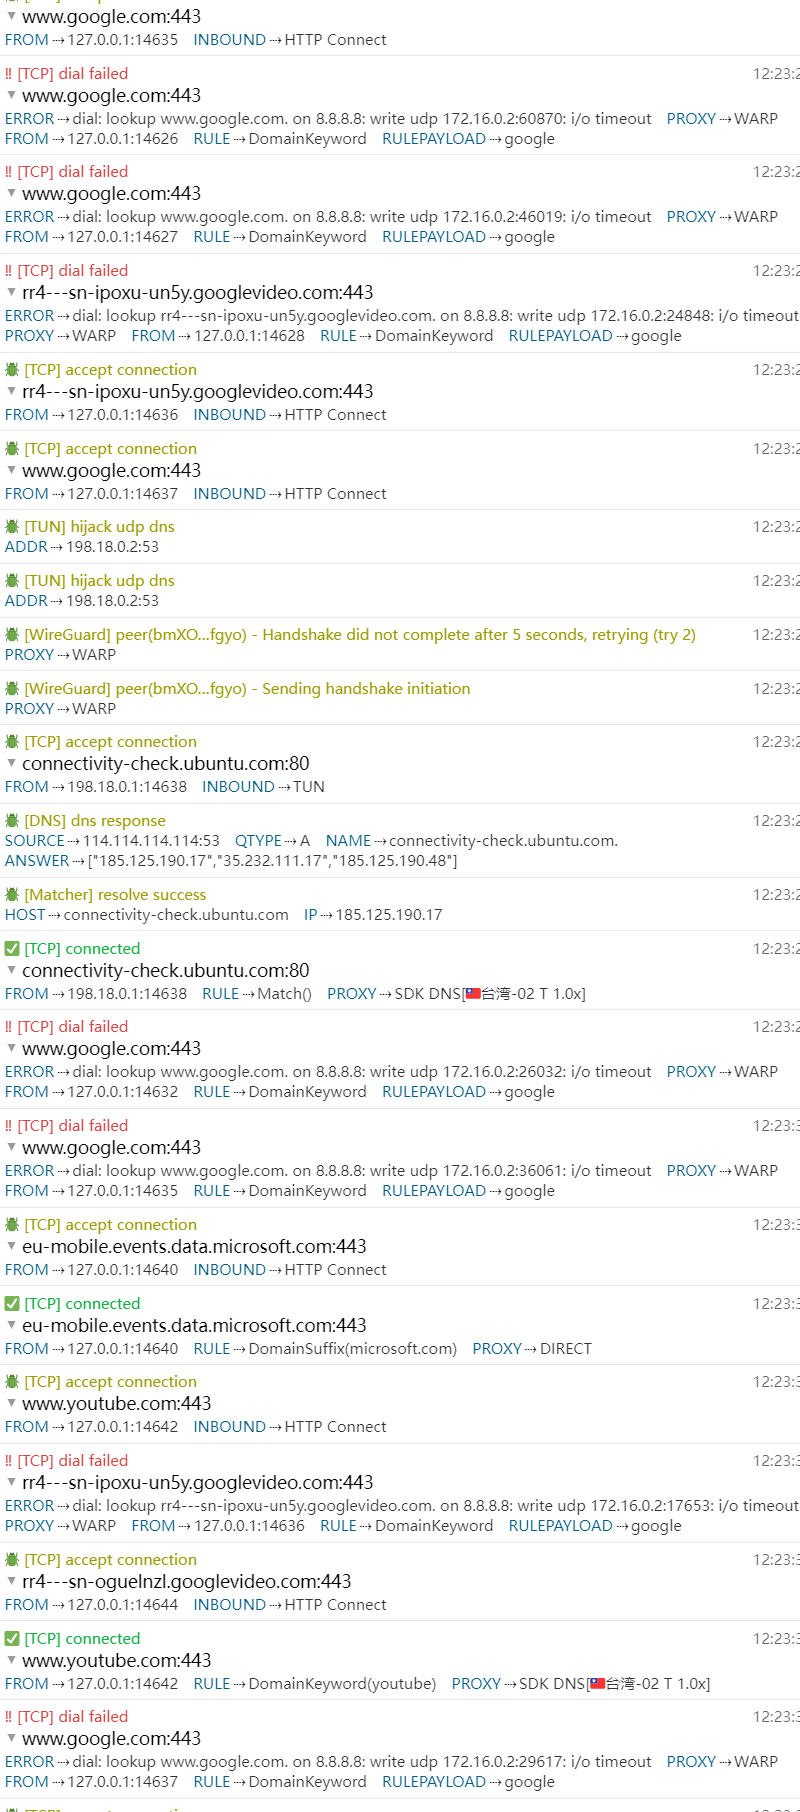 www.google.com:443
FROM⇢127.0.0.1:14635 INBOUND⇢HTTP Connect
‼ [TCP] dial failed 12:23:2
www.google.com:443
ERROR⇢dial: lookup www.google.com. on 8.8.8.8: write udp 172.16.0.2:60870: i/o timeout PROXY⇢WARP
FROM⇢127.0.0.1:14626 RULE⇢DomainKeyword RULEPAYLOAD⇢google
‼ [TCP] dial failed 12:23:2
www.google.com:443
ERROR⇢dial: lookup www.google.com. on 8.8.8.8: write udp 172.16.0.2:46019: i/o timeout PROXY⇢WARP
FROM⇢127.0.0.1:14627 RULE⇢DomainKeyword RULEPAYLOAD⇢google
‼ [TCP] dial failed 12:23:2
rr4---sn-ipoxu-un5y.googlevideo.com:443
ERROR⇢dial: lookup rr4---sn-ipoxu-un5y.googlevideo.com. on 8.8.8.8: write udp 172.16.0.2:24848: i/o timeout
PROXY⇢WARP FROM⇢127.0.0.1:14628 RULE⇢DomainKeyword RULEPAYLOAD⇢google
[TCP] accept connection 12:23:2
rr4---sn-ipoxu-un5y.googlevideo.com:443
FROM⇢127.0.0.1:14636 INBOUND⇢HTTP Connect
[TCP] accept connection 12:23:2
www.google.com:443
FROM⇢127.0.0.1:14637 INBOUND⇢HTTP Connect
[TUN] hijack udp dns 12:23:2
ADDR⇢198.18.0.2:53
[TUN] hijack udp dns 12:23:2
ADDR⇢198.18.0.2:53
[WireGuard] peer(bmXO…fgyo) - Handshake did not complete after 5 seconds, retrying (try 2) 12:23:2
PROXY⇢WARP
[WireGuard] peer(bmXO…fgyo) - Sending handshake initiation 12:23:2
PROXY⇢WARP
[TCP] accept connection 12:23:2
connectivity-check.ubuntu.com:80
FROM⇢198.18.0.1:14638 INBOUND⇢TUN
[DNS] dns response 12:23:2
SOURCE⇢114.114.114.114:53 QTYPE⇢A NAME⇢connectivity-check.ubuntu.com.
ANSWER⇢["185.125.190.17","35.232.111.17","185.125.190.48"]
[Matcher] resolve success 12:23:2
HOST⇢connectivity-check.ubuntu.com IP⇢185.125.190.17
[TCP] connected 12:23:2
connectivity-check.ubuntu.com:80
FROM⇢198.18.0.1:14638 RULE⇢Match() PROXY⇢SDK DNS[🇹🇼台湾-02 T 1.0x]
‼ [TCP] dial failed 12:23:2
www.google.com:443
ERROR⇢dial: lookup www.google.com. on 8.8.8.8: write udp 172.16.0.2:26032: i/o timeout PROXY⇢WARP
FROM⇢127.0.0.1:14632 RULE⇢DomainKeyword RULEPAYLOAD⇢google
‼ [TCP] dial failed 12:23:3
www.google.com:443
ERROR⇢dial: lookup www.google.com. on 8.8.8.8: write udp 172.16.0.2:36061: i/o timeout PROXY⇢WARP
FROM⇢127.0.0.1:14635 RULE⇢DomainKeyword RULEPAYLOAD⇢google
[TCP] accept connection 12:23:3
eu-mobile.events.data.microsoft.com:443
FROM⇢127.0.0.1:14640 INBOUND⇢HTTP Connect
[TCP] connected 12:23:3
eu-mobile.events.data.microsoft.com:443
FROM⇢127.0.0.1:14640 RULE⇢DomainSuffix(microsoft.com) PROXY⇢DIRECT
[TCP] accept connection 12:23:3
www.youtube.com:443
FROM⇢127.0.0.1:14642 INBOUND⇢HTTP Connect
‼ [TCP] dial failed 12:23:3
rr4---sn-ipoxu-un5y.googlevideo.com:443
ERROR⇢dial: lookup rr4---sn-ipoxu-un5y.googlevideo.com. on 8.8.8.8: write udp 172.16.0.2:17653: i/o timeout
PROXY⇢WARP FROM⇢127.0.0.1:14636 RULE⇢DomainKeyword RULEPAYLOAD⇢google
[TCP] accept connection 12:23:3
rr4---sn-oguelnzl.googlevideo.com:443
FROM⇢127.0.0.1:14644 INBOUND⇢HTTP Connect
[TCP] connected 12:23:3
www.youtube.com:443
FROM⇢127.0.0.1:14642 RULE⇢DomainKeyword(youtube) PROXY⇢SDK DNS[🇹🇼台湾-02 T 1.0x]
‼ [TCP] dial failed 12:23:3
www.google.com:443
ERROR⇢dial: lookup www.google.com. on 8.8.8.8: write udp 172.16.0.2:29617: i/o timeout PROXY⇢WARP
FROM⇢127.0.0.1:14637 RULE⇢DomainKeyword RULEPAYLOAD⇢google